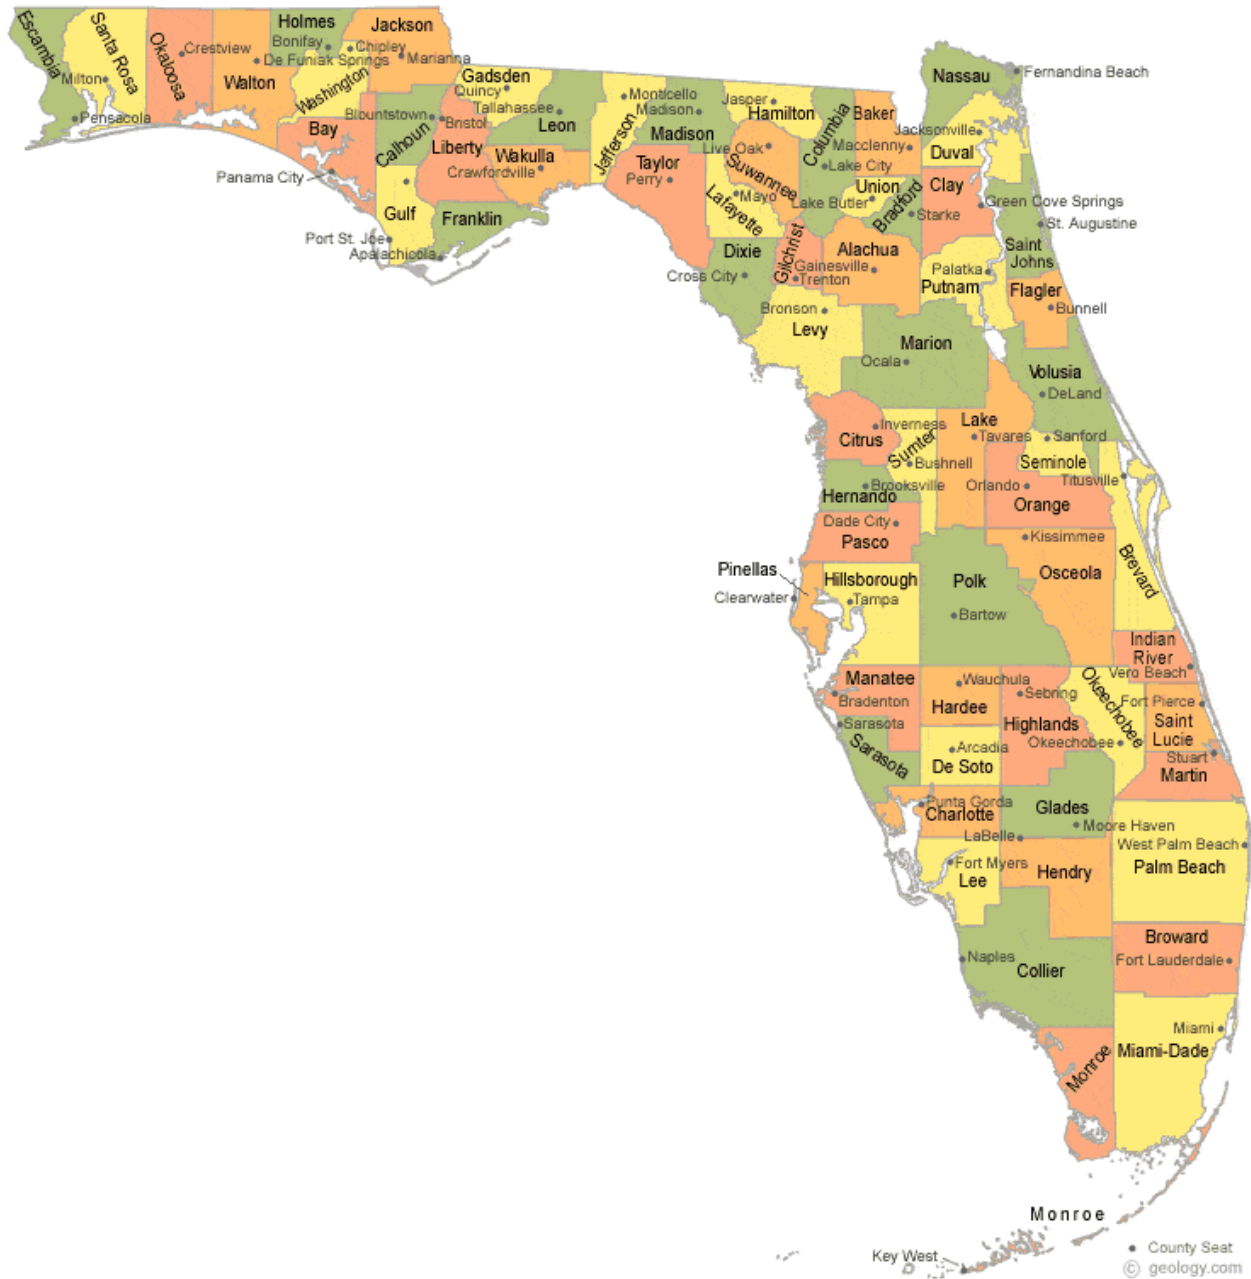 Escambia
Santa Rosa
Milton
Pensacola
Okaloosa
Crestview
Walton
De Funiak Springs
Holmes
Bonifay
Washington
Chipley
Jackson
Marianna
Bay
Panama City
Calhoun
Blountstown
Gulf
Port St. Joe
Liberty
Bristol
Gadsden
Quincy
Franklin
Apalachicola
Leon
Tallahassee
Wakulla
Crawfordville
Jefferson
Monticello
Madison
Madison
Taylor
Perry
Hamilton
Jasper
Suwannee
Live Oak
Lafayette
Mayo
Dixie
Cross City
Columbia
Lake City
Baker
Macclenny
Nassau
Fernandina Beach
Duval
Jacksonville
Union
Lake Butler
Bradford
Starke
Clay
Green Cove Springs
St. Augustine
Saint
Johns
Gilchrist
Trenton
Alachua
Gainesville
Putnam
Palatka
Flagler
Bunnell
Bronson
Levy
Marion
Ocala
Volusia
DeLand
Citrus
Inverness
Sumter
Bushnell
Lake
Tavares
Sanford
Seminole
Titusville
Hernando
Brooksville
Orlando
Orange
Dade City
Pasco
Kissimmee
Osceola
Brevard
Pinellas
Clearwater
Hillsborough
Tampa
Polk
Bartow
Indian
River
Vero Beach
Manatee
Bradenton
Wauchula
Hardee
Sebring
Highlands
Okeechobee
Okeechobee
Fort Pierce
Saint
Lucie
Sarasota
Sarasota
Arcadia
De Soto
Stuart
Martin
Punta Gorda
Charlotte
Glades
Moore Haven
LaBelle
West Palm Beach
Palm Beach
Fort Myers
Lee
Hendry
Broward
Fort Lauderdale
Naples
Collier
Miami
Miami-Dade
Monroe
Monroe
Key West
County Seat
© geology.com